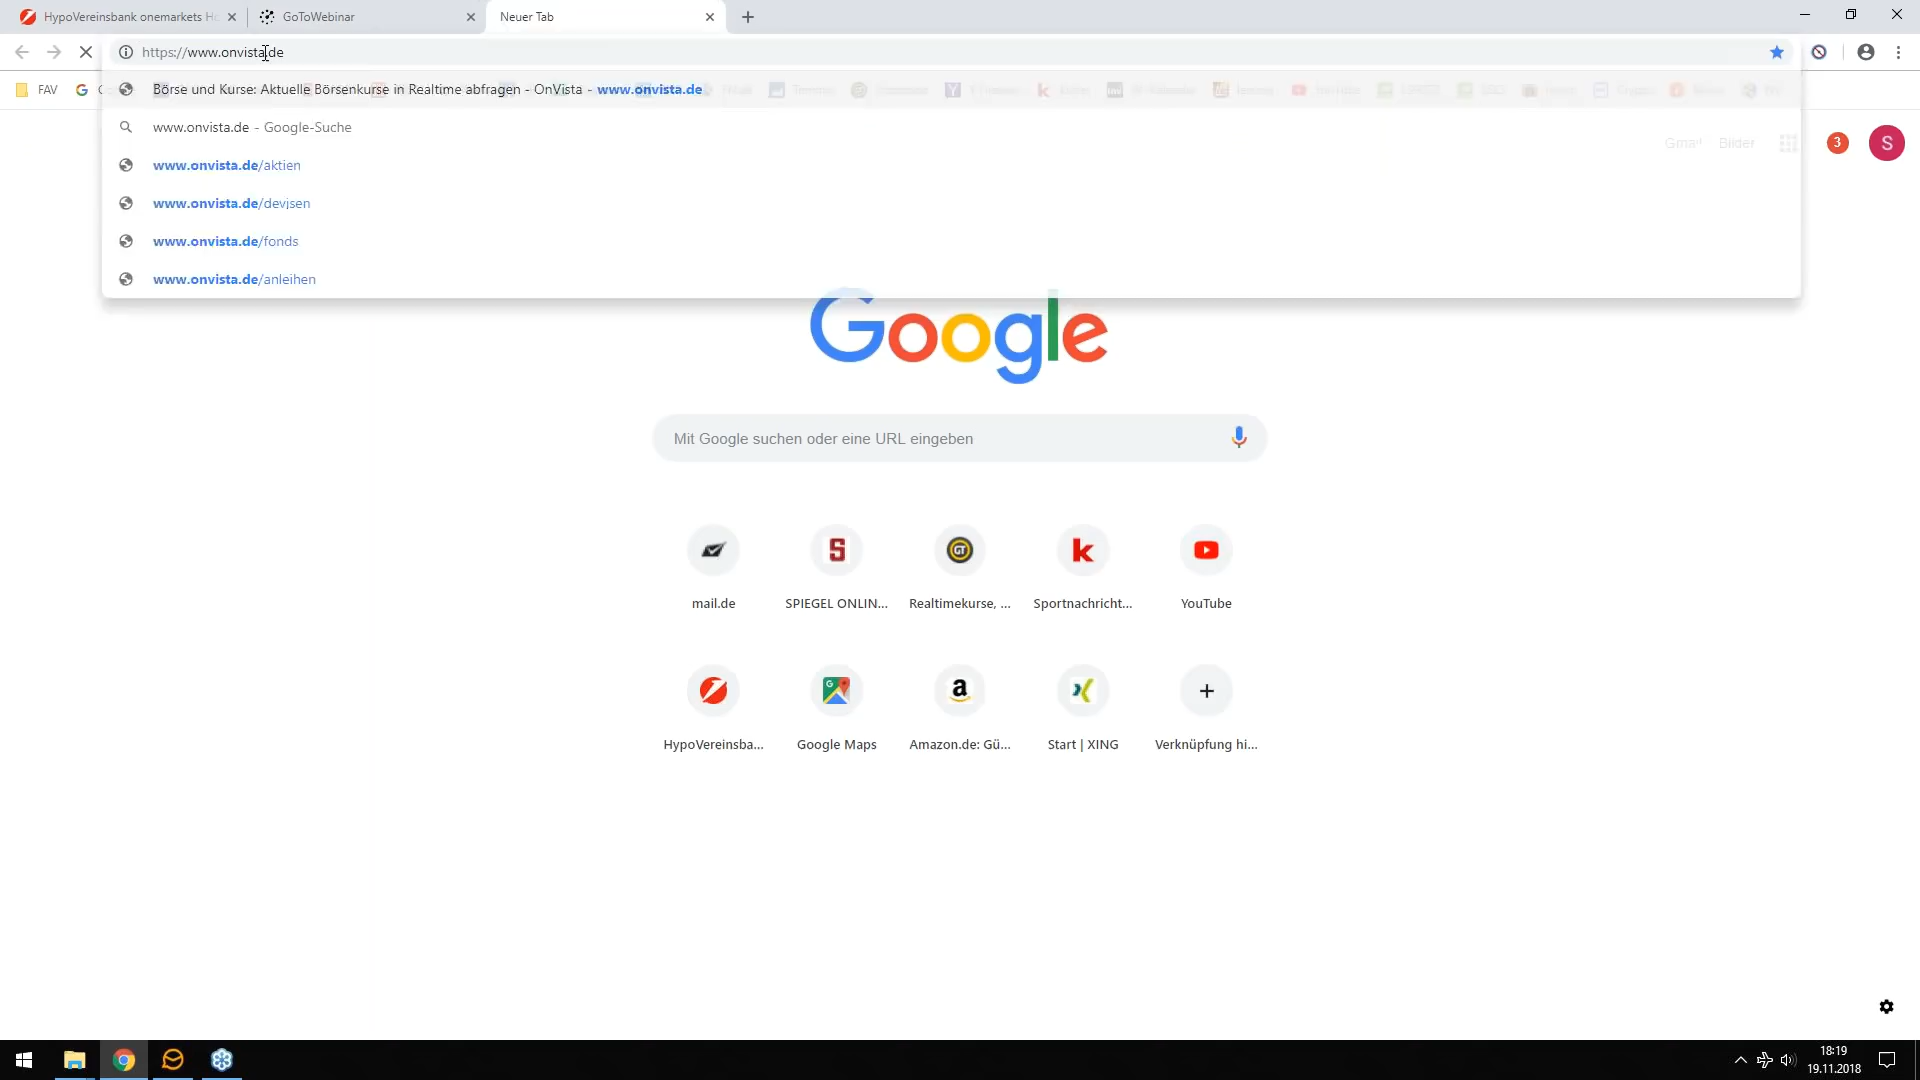 HypoVereinsbank onemarkets Ho
GoToWebinar
Neuer Tab
https://www.onvista.de
FAV
Börse und Kurse: Aktuelle Börsenkurse in Realtime abfragen - OnVista - www.onvista.de
www.onvista.de - Google-Suche
Gmail Bilder
3
S
www.onvista.de/aktien
www.onvista.de/devisen
www.onvista.de/fonds
www.onvista.de/anleihen
Google
Mit Google suchen oder eine URL eingeben
mail.de
SPIEGEL ONLIN...
Realtimekurse, ...
Sportnachricht...
YouTube
HypoVereinsba...
Google Maps
Amazon.de: Gü...
Start | XING
Verknüpfung hi...
18:19
19.11.2018